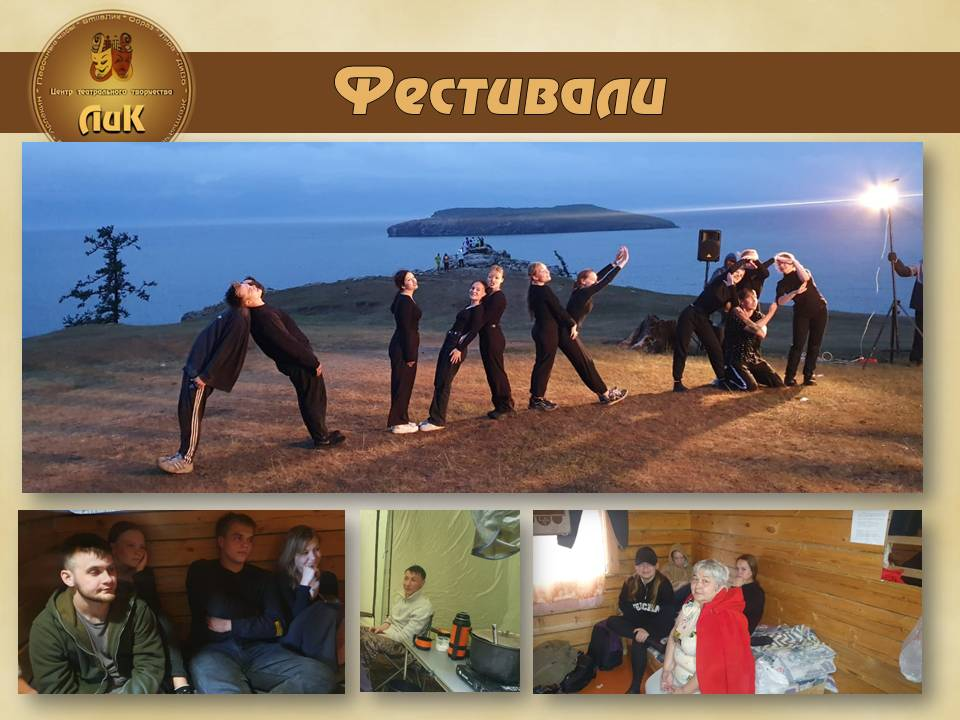 Фестивали
Центр театрального творчества
ЛиК